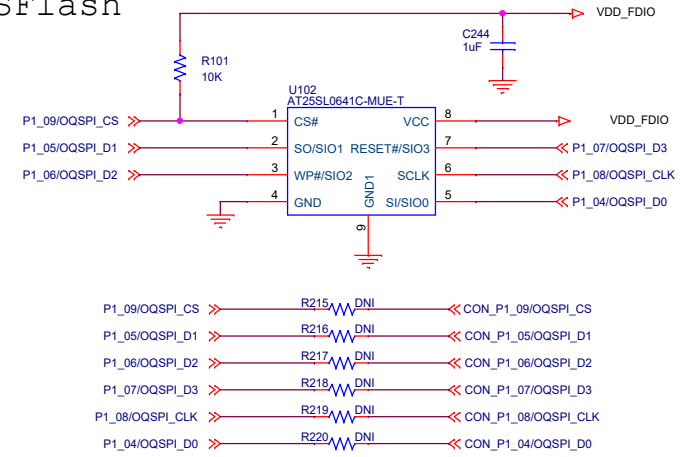 SFlash
VDD_FDIO
C244
1uF
R101
10K
U102
AT25SL0641C-MUE-T
P1_09/OQSPI_CS 1 CS# VCC 8 VDD_FDIO
P1_05/OQSPI_D1 2 SO/SIO1 RESET#/SIO3 7 P1_07/OQSPI_D3
P1_06/OQSPI_D2 3 WP#/SIO2 SCLK 6 P1_08/OQSPI_CLK
4 GND GND1 SI/SIO0 5 P1_04/OQSPI_D0
9
P1_09/OQSPI_CS R215 DNI CON_P1_09/OQSPI_CS
P1_05/OQSPI_D1 R216 DNI CON_P1_05/OQSPI_D1
P1_06/OQSPI_D2 R217 DNI CON_P1_06/OQSPI_D2
P1_07/OQSPI_D3 R218 DNI CON_P1_07/OQSPI_D3
P1_08/OQSPI_CLK R219 DNI CON_P1_08/OQSPI_CLK
P1_04/OQSPI_D0 R220 DNI CON_P1_04/OQSPI_D0